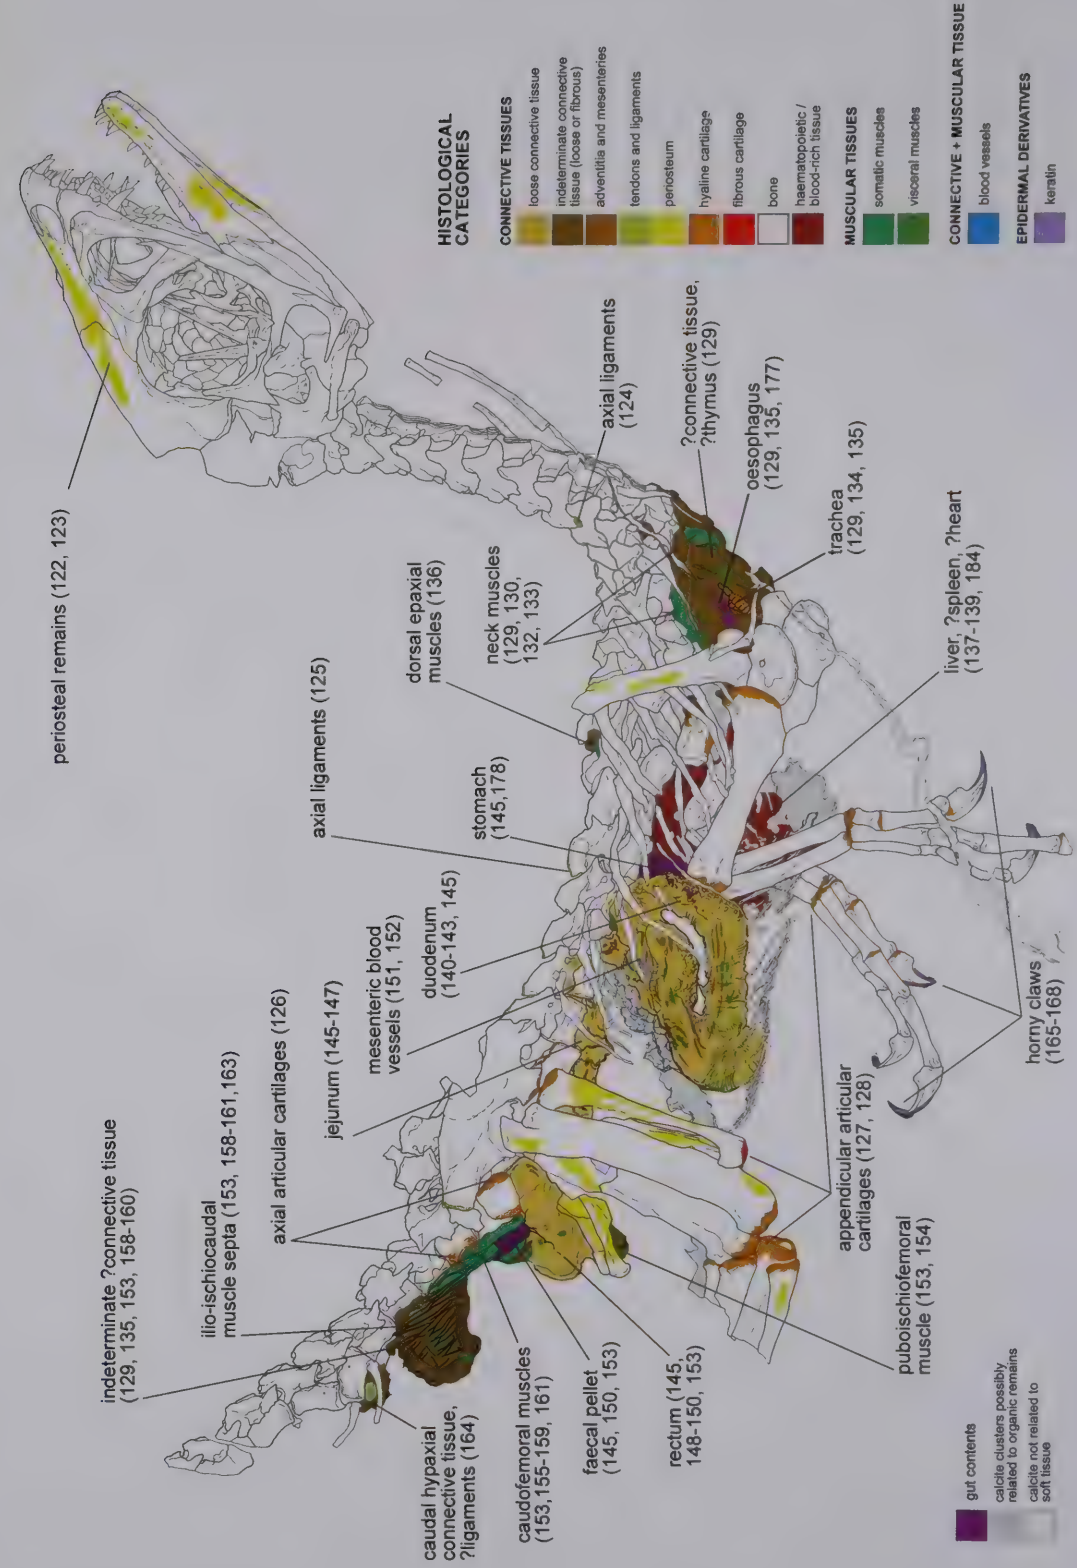 periosteal remains (122, 123)
HISTOLOGICAL
CATEGORIES
CONNECTIVE TISSUES
loose connective tissue
indeterminate connective
tissue (loose or fibrous)
adventitia and mesenteries
tendons and ligaments
periosteum
hyaline cartilage
fibrous cartilage
bone
haematopoietic /
blood-rich tissue
MUSCULAR TISSUES
somatic muscles
visceral muscles
CONNECTIVE + MUSCULAR TISSUE
blood vessels
EPIDERMAL DERIVATIVES
keratin
axial ligaments
(124)
?connective tissue,
?thymus (129)
oesophagus
(129, 135, 177)
trachea
(129, 134, 135)
neck muscles
(129, 130,
132, 133)
dorsal epaxial
muscles (136)
liver, ?spleen, ?heart
(137-139, 184)
axial ligaments (125)
stomach
(145, 178)
duodenum
(140-143, 145)
mesenteric blood
vessels (151, 152)
jejunum (145-147)
axial articular cartilages (126)
ilio-ischiocaudal
muscle septa (153, 158-161,163)
indeterminate ?connective tissue
(129, 135, 153, 158-160)
horny claws
(165-168)
appendicular articular
cartilages (127, 128)
puboischiofemoral
muscle (153, 154)
rectum (145,
148-150, 153)
faecal pellet
(145, 150, 153)
caudofemoral muscles
(153,155-159, 161)
caudal hypaxial
connective tissue,
?ligaments (164)
gut contents
calcite clusters possibly
related to organic remains
calcite not related to
soft tissue